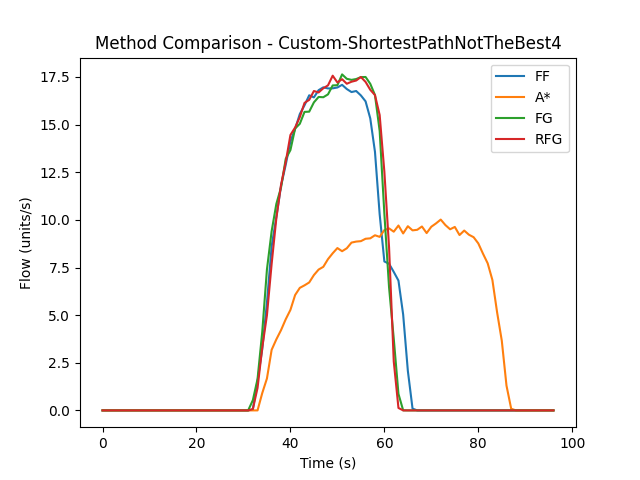 Method Comparison - Custom-ShortestPathNotTheBest4
FF
A*
FG
RFG
Flow (units/s)
17.5
15.0
12.5
10.0
7.5
5.0
2.5
0.0
0 20 40 60 80 100
Time (s)